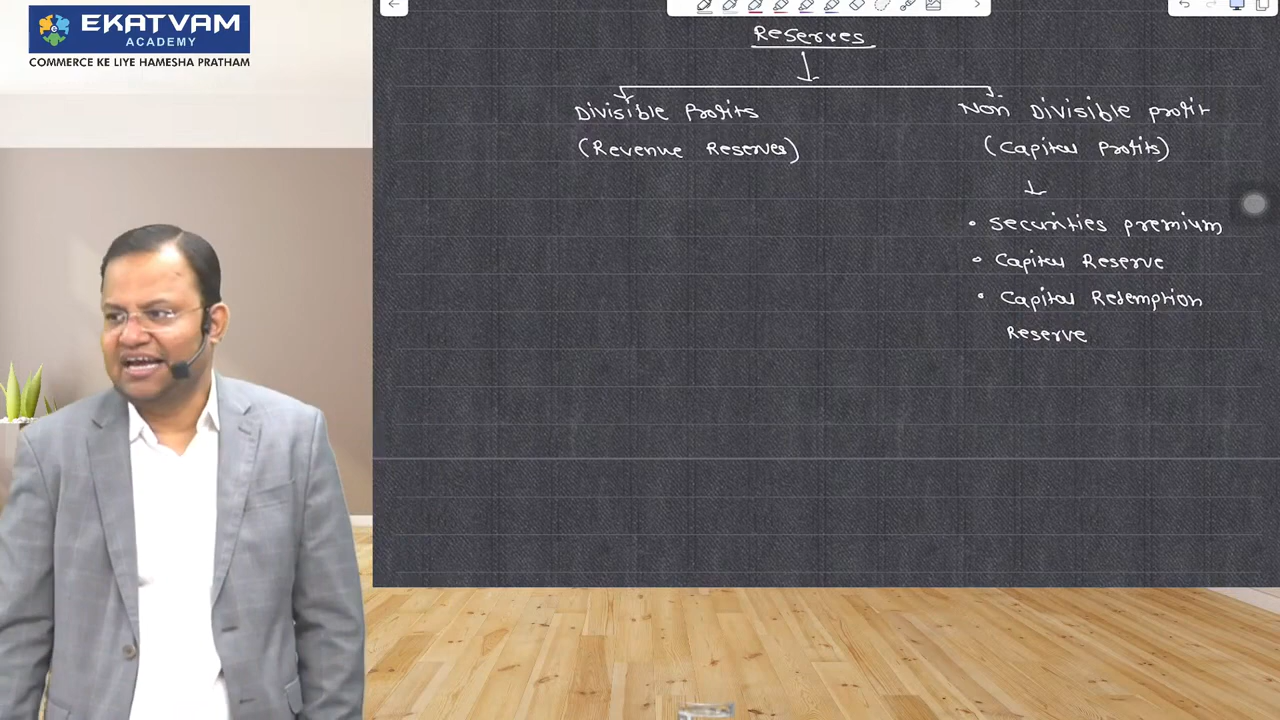 EKATVAM
ACADEMY
COMMERCE KE LIYE HAMESHA PRATHAM
Reserves
Divisible Profits
(Revenue Reserves)
Non Divisible profit
(Capital Profits)
• Securities premium
• Capital Reserve
• Capital Redemption
Reserve